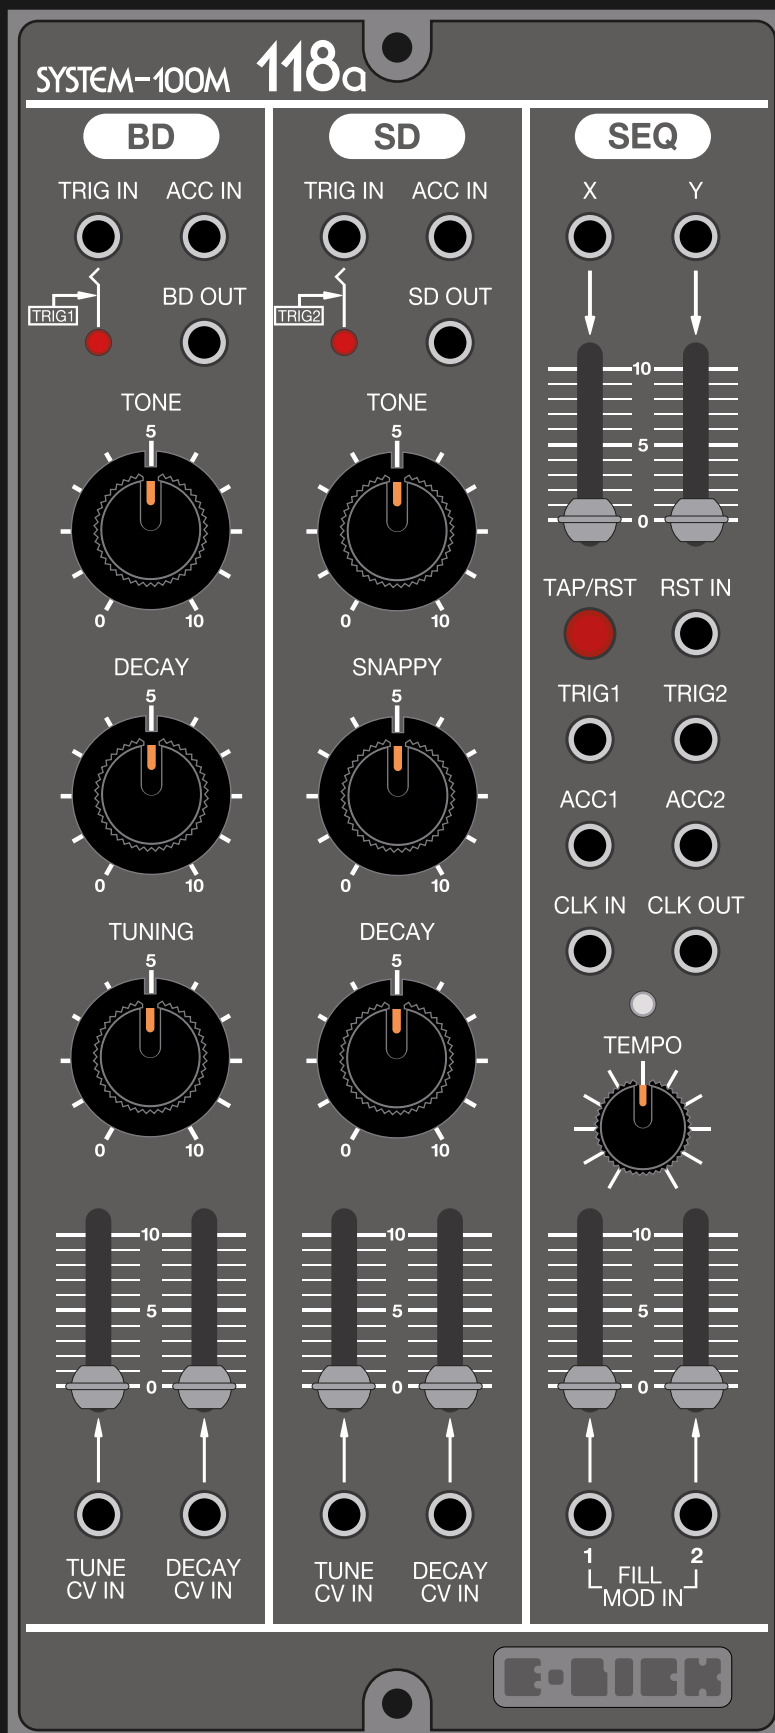 SYSTEM-100M 118a
BD
TRIG IN ACC IN
TRIG1
BD OUT
TONE
5
0 10
DECAY
5
0 10
TUNING
5
0 10
10
5
0
TUNE
CV IN
DECAY
CV IN
SD
TRIG IN ACC IN
TRIG2
SD OUT
TONE
5
0 10
SNAPPY
5
0 10
DECAY
5
0 10
10
5
0
TUNE
CV IN
DECAY
CV IN
SEQ
X Y
10
5
0
TAP/RST RST IN
TRIG1 TRIG2
ACC1 ACC2
CLK IN CLK OUT
TEMPO
10
5
0
1 2
FILL
MOD IN